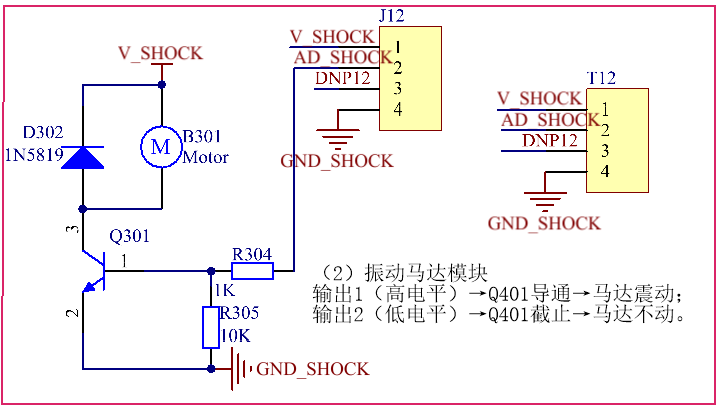 J12
V_SHOCK
1
AD_SHOCK
2
DNP12
3
4
GND_SHOCK
T12
V_SHOCK
1
AD_SHOCK
2
DNP12
3
4
GND_SHOCK
V_SHOCK
D302
1N5819
M
B301
Motor
3
Q301
1
2
R304
1K
R305
10K
GND_SHOCK
（2）振动马达模块
输出1（高电平）→Q401导通→马达震动；
输出2（低电平）→Q401截止→马达不动。